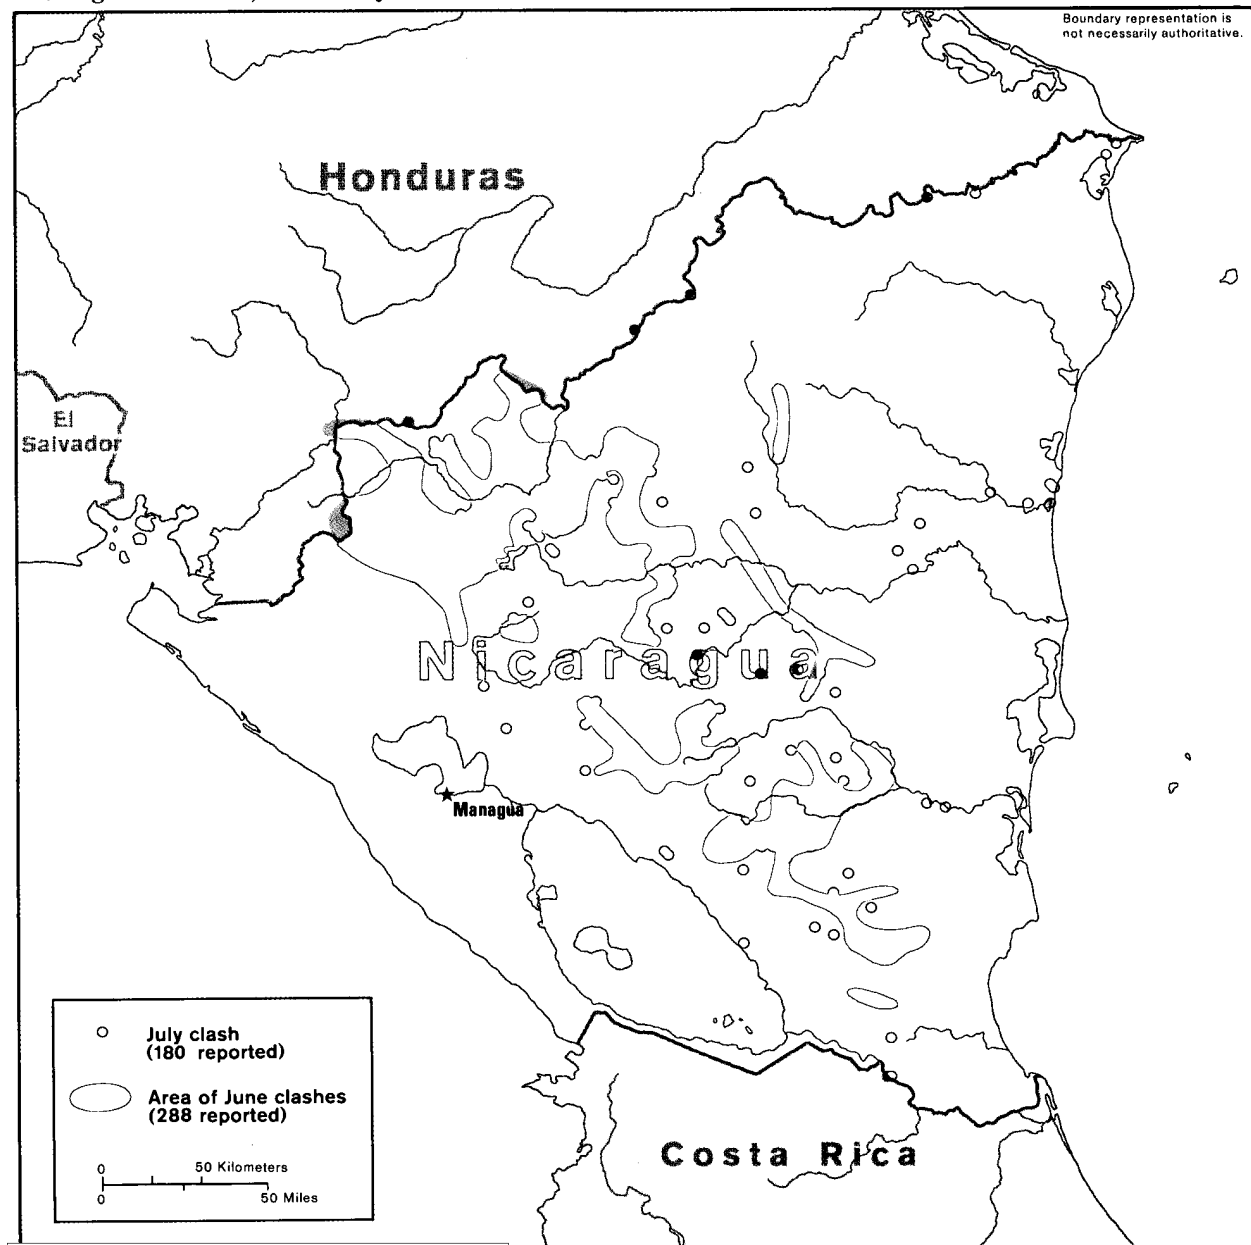 Boundary representation is
not necessarily authoritative.
Honduras
El
Salvador
Nicaragua
Managua
July clash
(180 reported)
Area of June clashes
(288 reported)
0 50 Kilometers
0 50 Miles
Costa Rica